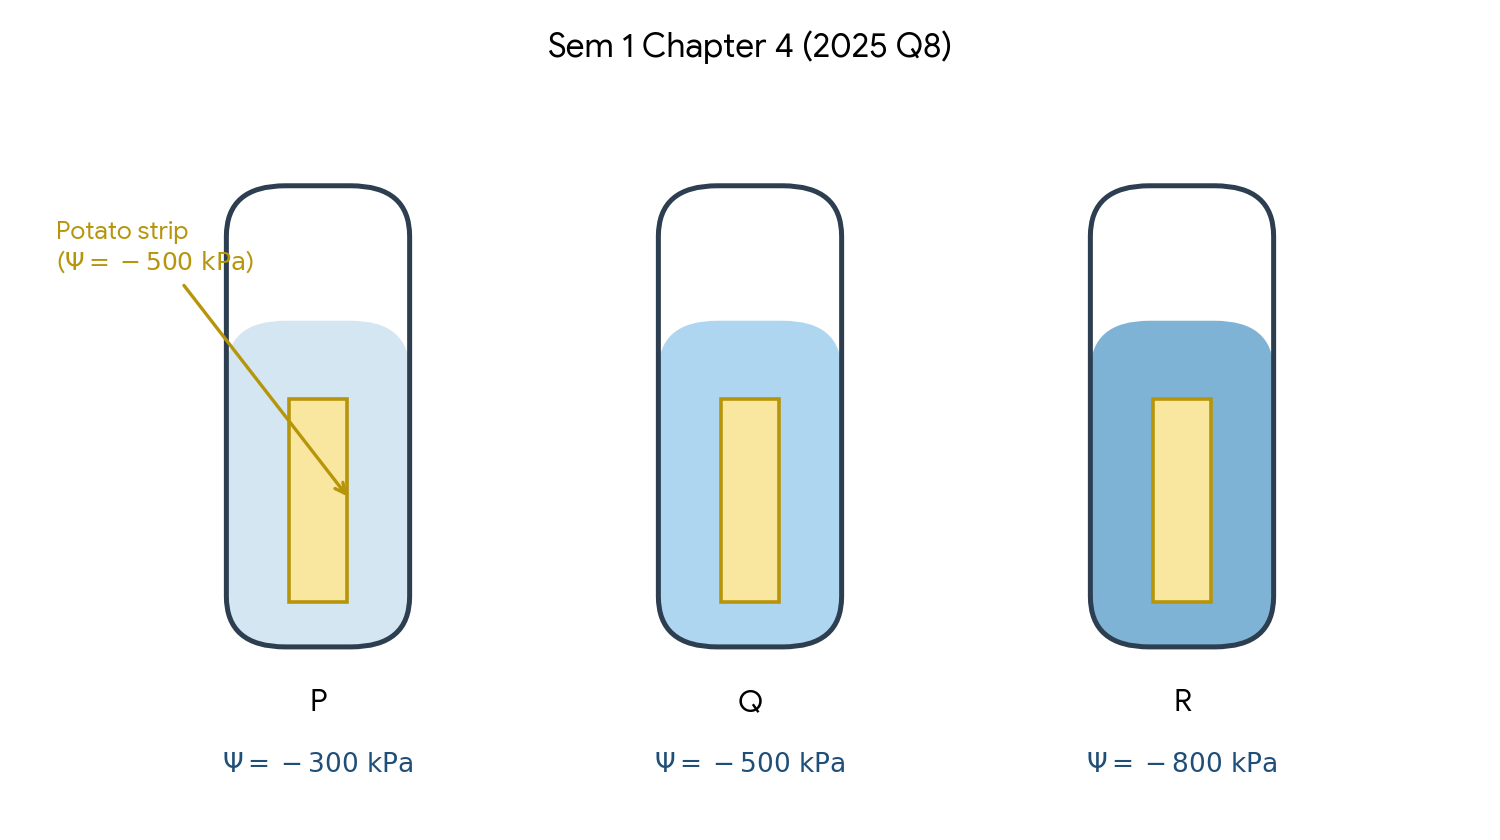 Sem 1 Chapter 4 (2025 Q8)
Potato strip
(Ψ = − 500 kPa)
P
Q
R
Ψ = − 300 kPa
Ψ = − 500 kPa
Ψ = − 800 kPa